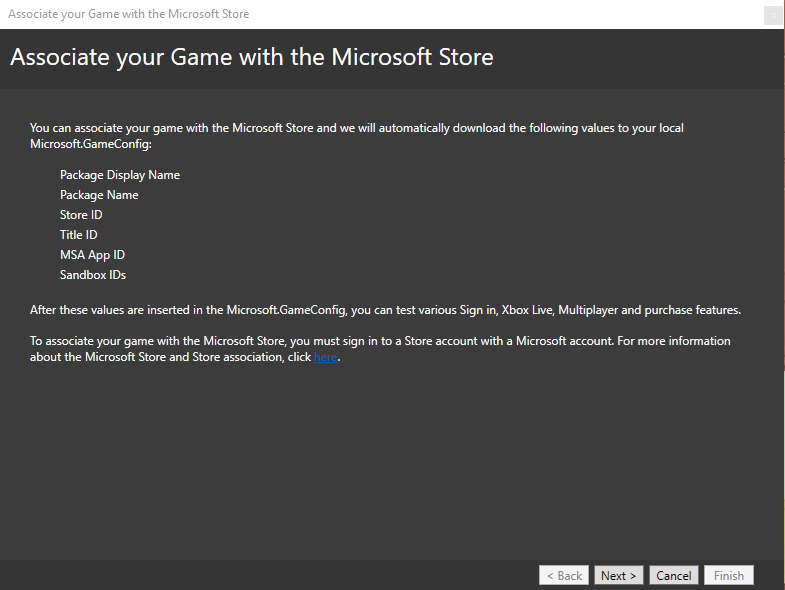 Associate your Game with the Microsoft Store
Associate your Game with the Microsoft Store
You can associate your game with the Microsoft Store and we will automatically download the following values to your local
Microsoft.GameConfig:
Package Display Name
Package Name
Store ID
Title ID
MSA App ID
Sandbox IDs
After these values are inserted in the Microsoft.GameConfig, you can test various Sign in, Xbox Live, Multiplayer and purchase features.
To associate your game with the Microsoft Store, you must sign in to a Store account with a Microsoft account. For more information
about the Microsoft Store and Store association, click here.
< Back Next > Cancel Finish